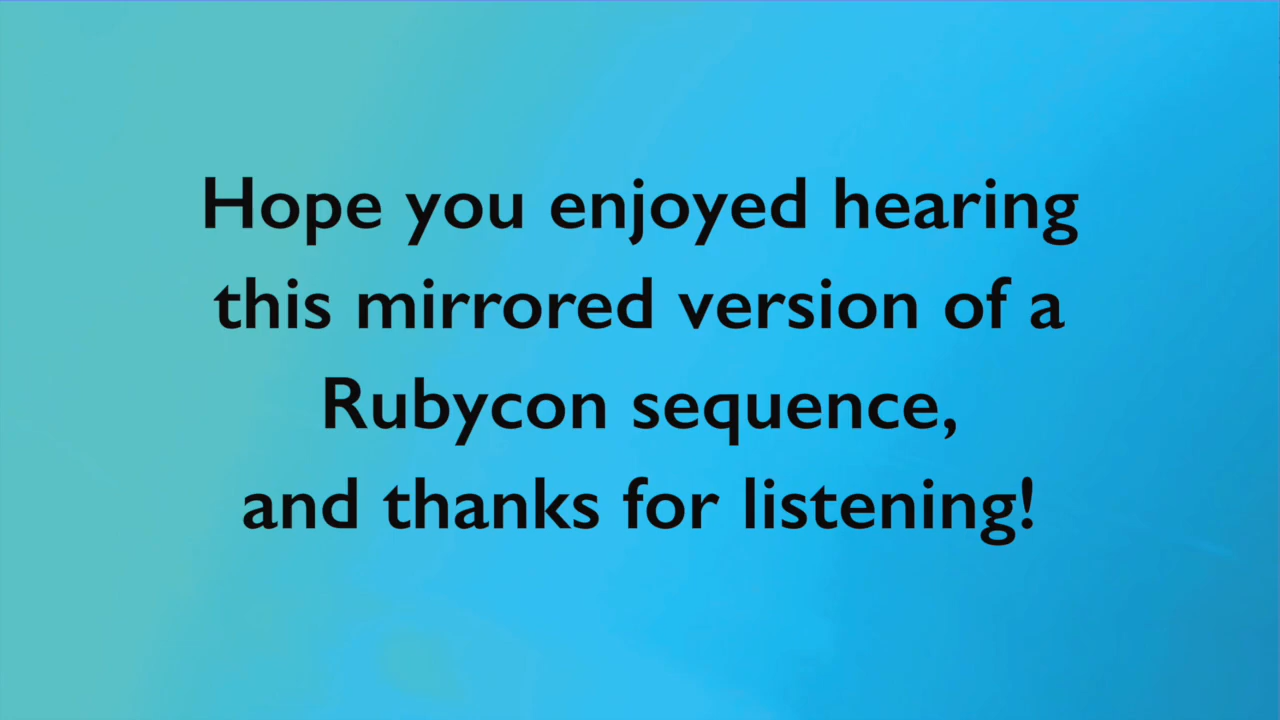 Hope you enjoyed hearing
this mirrored version of a
Rubycon sequence,
and thanks for listening!